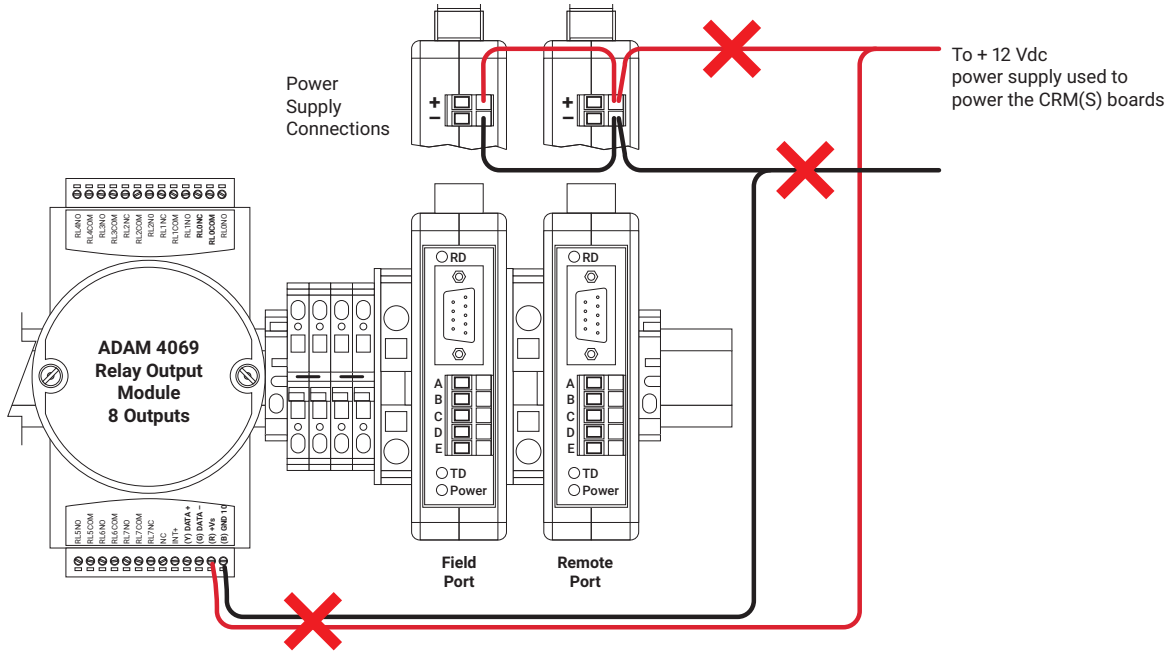 Power
Supply
Connections
+
−
+
−
To + 12 Vdc
power supply used to
power the CRM(S) boards
RL4NO
RL4COM
RL3NO
RL3COM
RL2NC
RL2COM
RL2NO
RL1NC
RL1COM
RL1NO
RL0NC
RL0COM
RL0NO
ADAM 4069
Relay Output
Module
8 Outputs
RL5NO
RL5COM
RL6NO
RL6COM
RL7NO
RL7COM
RL7NC
NC
INT+
(Y) DATA +
(G) DATA −
(R) +Vs
(B) GND 10
RD
A
B
C
D
E
TD
Power
Field
Port
RD
A
B
C
D
E
TD
Power
Remote
Port